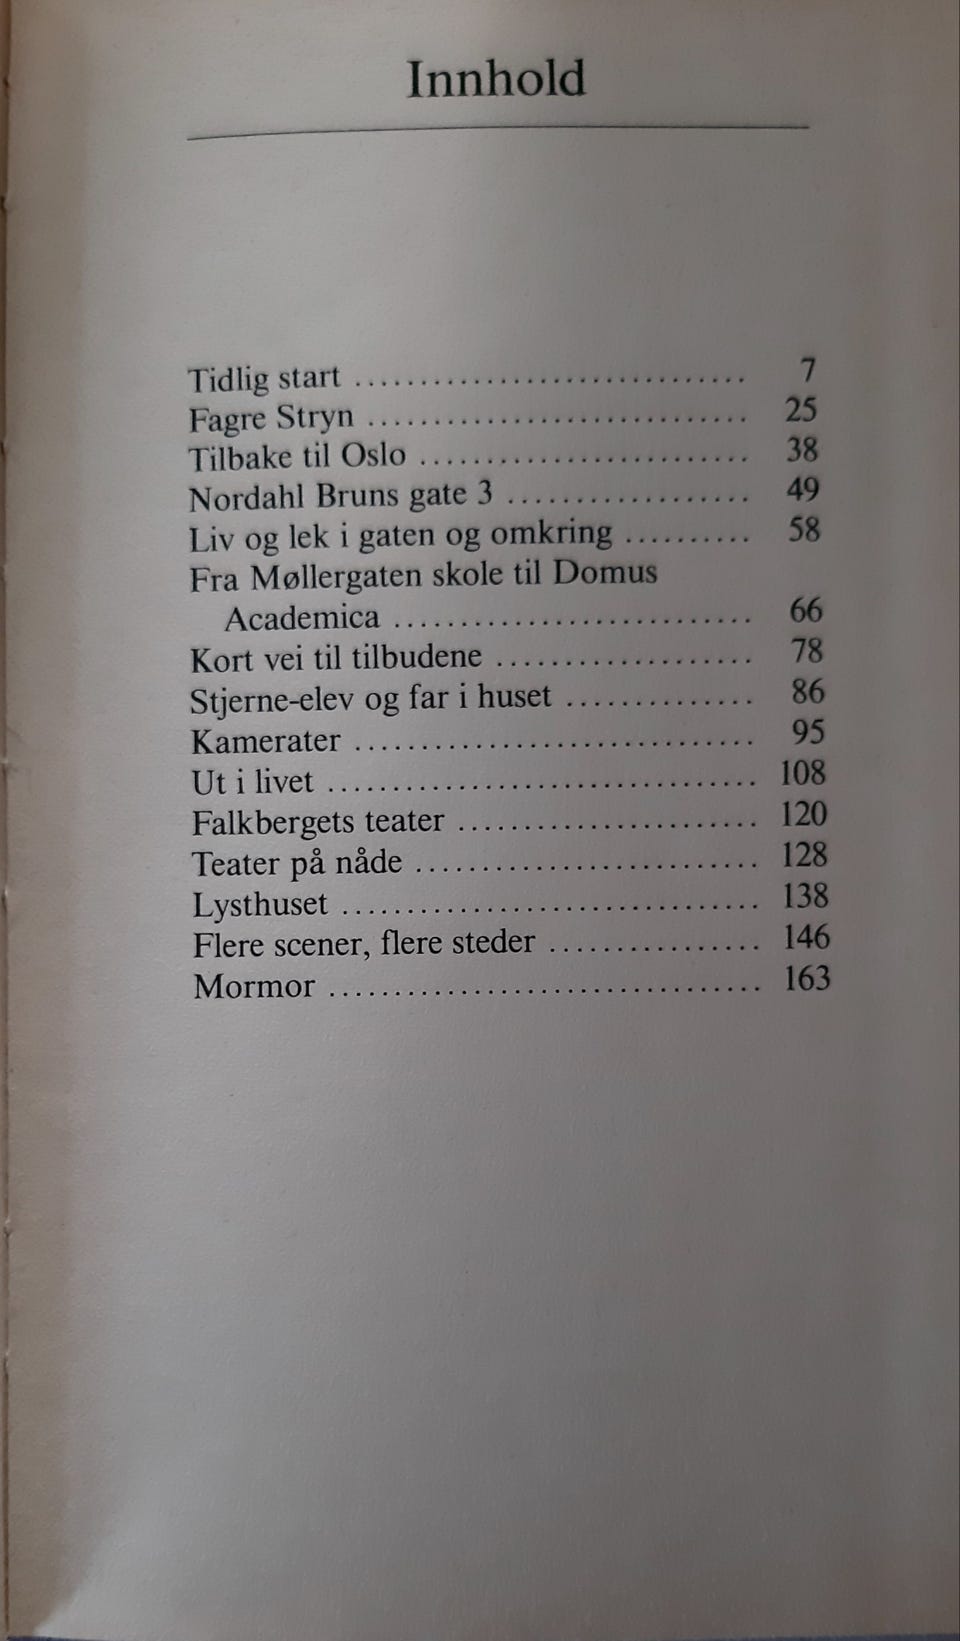 Innhold
Tidlig start .............................. 7
Fagre Stryn ............................. 25
Tilbake til Oslo ......................... 38
Nordahl Bruns gate 3 ................... 49
Liv og lek i gaten og omkring .......... 58
Fra Møllergaten skole til Domus
Academica ........................... 66
Kort vei til tilbudene .................... 78
Stjerne-elev og far i huset .............. 86
Kamerater .............................. 95
Ut i livet ................................ 108
Falkbergets teater ....................... 120
Teater på nåde .......................... 128
Lysthuset ............................... 138
Flere scener, flere steder ................ 146
Mormor ................................ 163